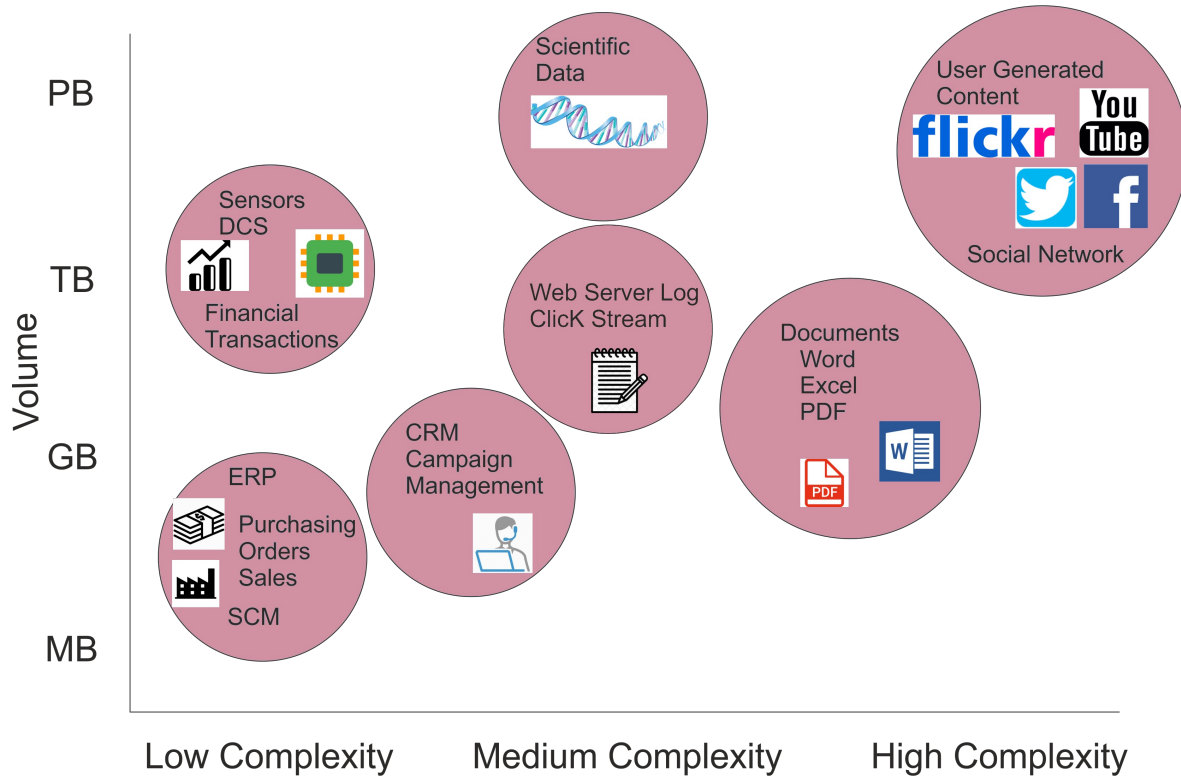 PB
TB
GB
MB
Volume
Scientific
Data
User Generated
Content
flickr
You
Tube
f
Social Network
Sensors
DCS
Financial
Transactions
Web Server Log
ClicK Stream
Documents
Word
Excel
PDF
W
PDF
CRM
Campaign
Management
ERP
Purchasing
Orders
Sales
SCM
Low Complexity
Medium Complexity
High Complexity